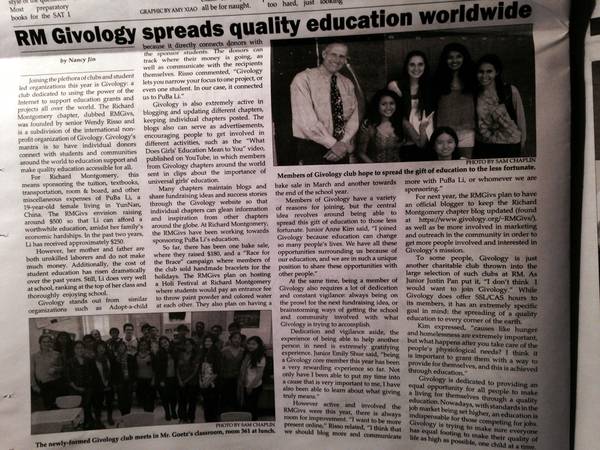 style of the
Most preparatory
books for the SAT I
GRAPHIC BY AMY XIAO
all be for naught.
too hard, just looking
RM Givology spreads quality education worldwide
by Nancy Jin
Joining the plethora of clubs and student
led organizations this year is Givology: a
club dedicated to using the power of the
Internet to support education grants and
projects all over the world. The Richard
Montgomery chapter, dubbed RMGivs,
was founded by senior Wendy Risso and
is a subdivision of the international non-
profit organization of Givology. Givology's
mantra is to have individual donors
connect with students and communities
around the world to education support and
make quality education accessible for all.
For Richard Montgomery, this
means sponsoring the tuition, textbooks,
transportation, room & board, and other
miscellaneous expenses of PuBa Li, a
19-year-old female living in YunNan,
China. The RMGivs envision raising
around $500 so that Li can afford a
worthwhile education, amidst her family's
economic hardships. In the past two years,
Li has received approximately $250.
However, her mother and father are
both unskilled laborers and do not make
much money. Additionally, the cost of
student education has risen dramatically
over the past years. Still, Li does very well
at school, ranking at the top of her class and
thoroughly enjoying school.
Givology stands out from similar
organizations such as Adopt-a-child
because it directly connects donors with
the sponsor students. The donors can
track where their money is going, as
well as communicate with the recipients
themselves. Risso commented, "Givology
lets you narrow your focus to one project, or
even one student. In our case, it connected
us to PuBa Li."
Givology is also extremely active in
blogging and updating different chapters,
keeping individual chapters posted. The
blogs also can serve as advertisements,
encouraging people to get involved in
different activities, such as the "What
Does Girls' Education Mean to You" video,
published on YouTube, in which members
from Givology chapters around the world
sent in clips about the importance of
universal girls' education.
Many chapters maintain blogs and
share fundraising ideas and success stories
through the Givology website so that
individual chapters can glean information
and inspiration from other chapters
around the globe. At Richard Montgomery,
the RMGivs have been working towards
sponsoring PuBa Li's education.
So far, there has been one bake sale,
where they raised $180, and a "Race for
the Brace" campaign where members of
the club sold handmade bracelets for the
holidays. The RMGivs plan on hosting
a Holi Festival at Richard Montgomery
where students would pay an entrance fee
to throw paint powder and colored water
at each other. They also plan on having a
PHOTO BY SAM CHAPLIN
Members of Givology club hope to spread the gift of education to the less fortunate.
bake sale in March and another towards
the end of the school year.
Members of Givology have a
variety of reasons for joining, but the central
idea revolves around being able to
spread this gift of education to those less
fortunate. Junior Anne Kim said, "I joined
Givology because education can change
so many people's lives. We have all these
opportunities surrounding us because of
our education, and we are in such a unique
position to share these opportunities with
other people."
At the same time, being a member of
Givology also requires a lot of dedication
and constant vigilance: always being on
the prowl for the next fundraising idea, or
brainstorming ways of getting the school
and community involved with what
Givology is trying to accomplish.
Dedication and vigilance aside, the
experience of being able to help another
person in need is extremely gratifying
experience. Junior Emily Shue said, "being
a Givology core member this year has been
a very rewarding experience so far. Not
only have I been able to put my time into
a cause that is very important to me, I have
also been able to learn about what giving
truly means."
However active and involved the
RMGivs were this year, there is always
room for improvement. "I want to be more
present online," Risso related, "I think that
we should blog more and communicate
more with PuBa Li, or whomever we are
sponsoring."
For next year, the RMGivs plan to have
an official blogger to keep the Richard
Montgomery chapter blog updated (found
at https://www.givology.org/~RMGivs/),
as well as be more involved in marketing
and outreach in the community in order to
get more people involved and interested in
Givology's mission.
To some people, Givology is just
another charitable club thrown into the
large selection of such clubs at RM. As
Junior Justin Pan put it, "I don't think I
would want to join Givology." While
Givology does offer SSL/CAS hours to
its members, it has an extremely specific
goal in mind: the spreading of a quality
education to every corner of the earth.
Kim expressed, "causes like hunger
and homelessness are extremely important,
but what happens after you take care of the
people's physiological needs? I think it
is important to grant them with a way to
provide for themselves, and this is achieved
through education."
Givology is dedicated to providing an
equal opportunity for all people to make
a living for themselves through a quality
education. Nowadays, with standards in the
job market being set higher, an education is
indispensable for those competing for jobs.
Givology is trying to make sure everyone
has equal footing to make their quality of
life as high as possible, one child at a time.
PHOTO BY SAM CHAPLIN
The newly-formed Givology club meets in Mr. Goetz's classroom, room 361 at lunch.